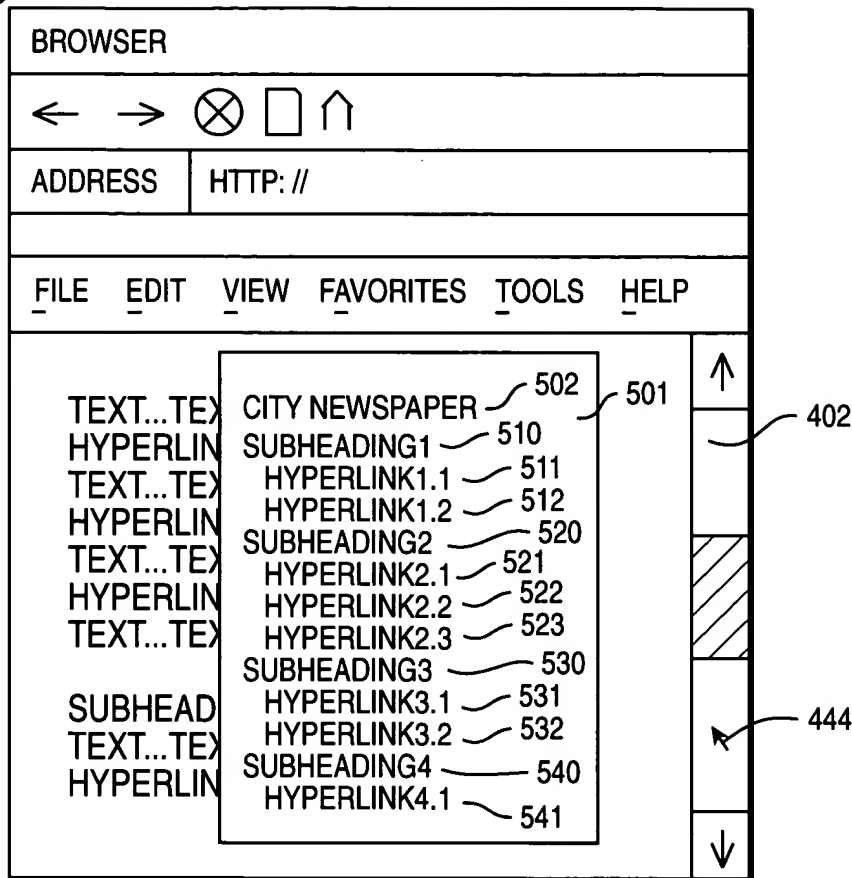 BROWSER
ADDRESS HTTP: //
FILE EDIT VIEW FAVORITES TOOLS HELP
CITY NEWSPAPER 502 501
TEXT...TEX
SUBHEADING1 510
HYPERLIN
HYPERLINK1.1 511
TEXT...TEX
HYPERLINK1.2 512
HYPERLIN
SUBHEADING2 520
TEXT...TEX
HYPERLINK2.1 521
HYPERLIN
HYPERLINK2.2 522
TEXT...TEX
HYPERLINK2.3 523
SUBHEADING3 530
SUBHEAD
HYPERLINK3.1 531
TEXT...TEX
HYPERLINK3.2 532
HYPERLIN
SUBHEADING4 540
HYPERLINK4.1 541
402
444